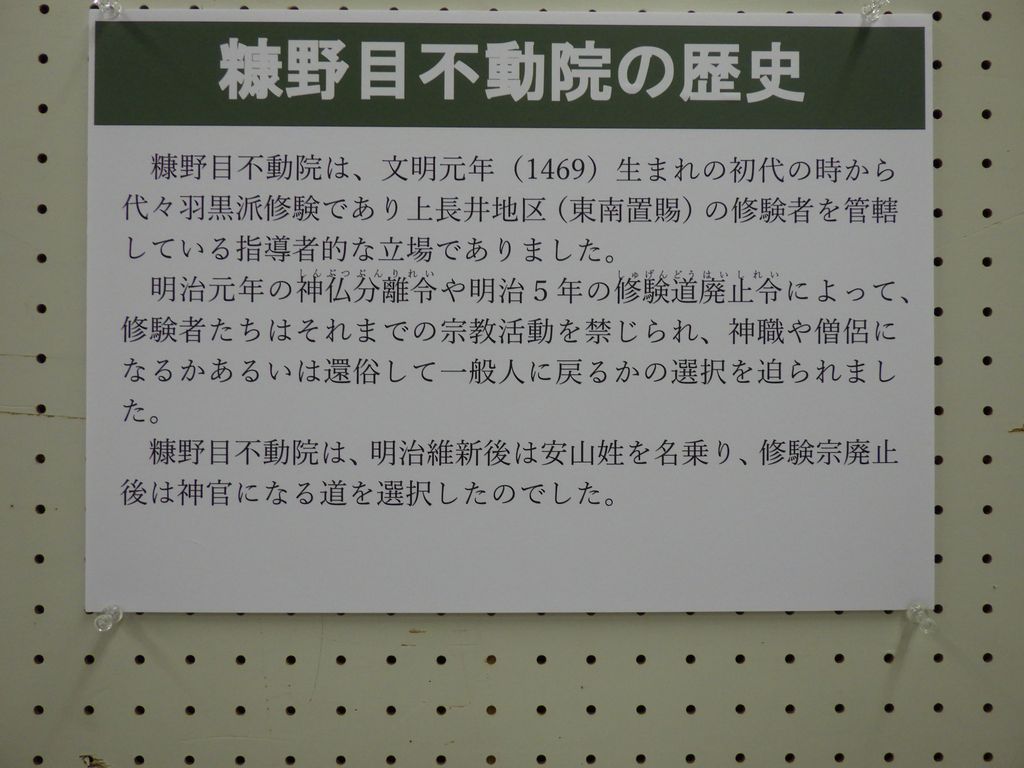 糠野目不動院の歴史
糠野目不動院は、文明元年（1469）生まれの初代の時から
代々羽黒派修験であり上長井地区（東南置賜）の修験者を管轄
している指導者的な立場でありました。
しんぶつぶんりれい しゅげんどうはいしれい
明治元年の神仏分離令や明治５年の修験道廃止令によって、
修験者たちはそれまでの宗教活動を禁じられ、神職や僧侶に
なるかあるいは還俗して一般人に戻るかの選択を迫られまし
た。
糠野目不動院は、明治維新後は安山姓を名乗り、修験宗廃止
後は神官になる道を選択したのでした。